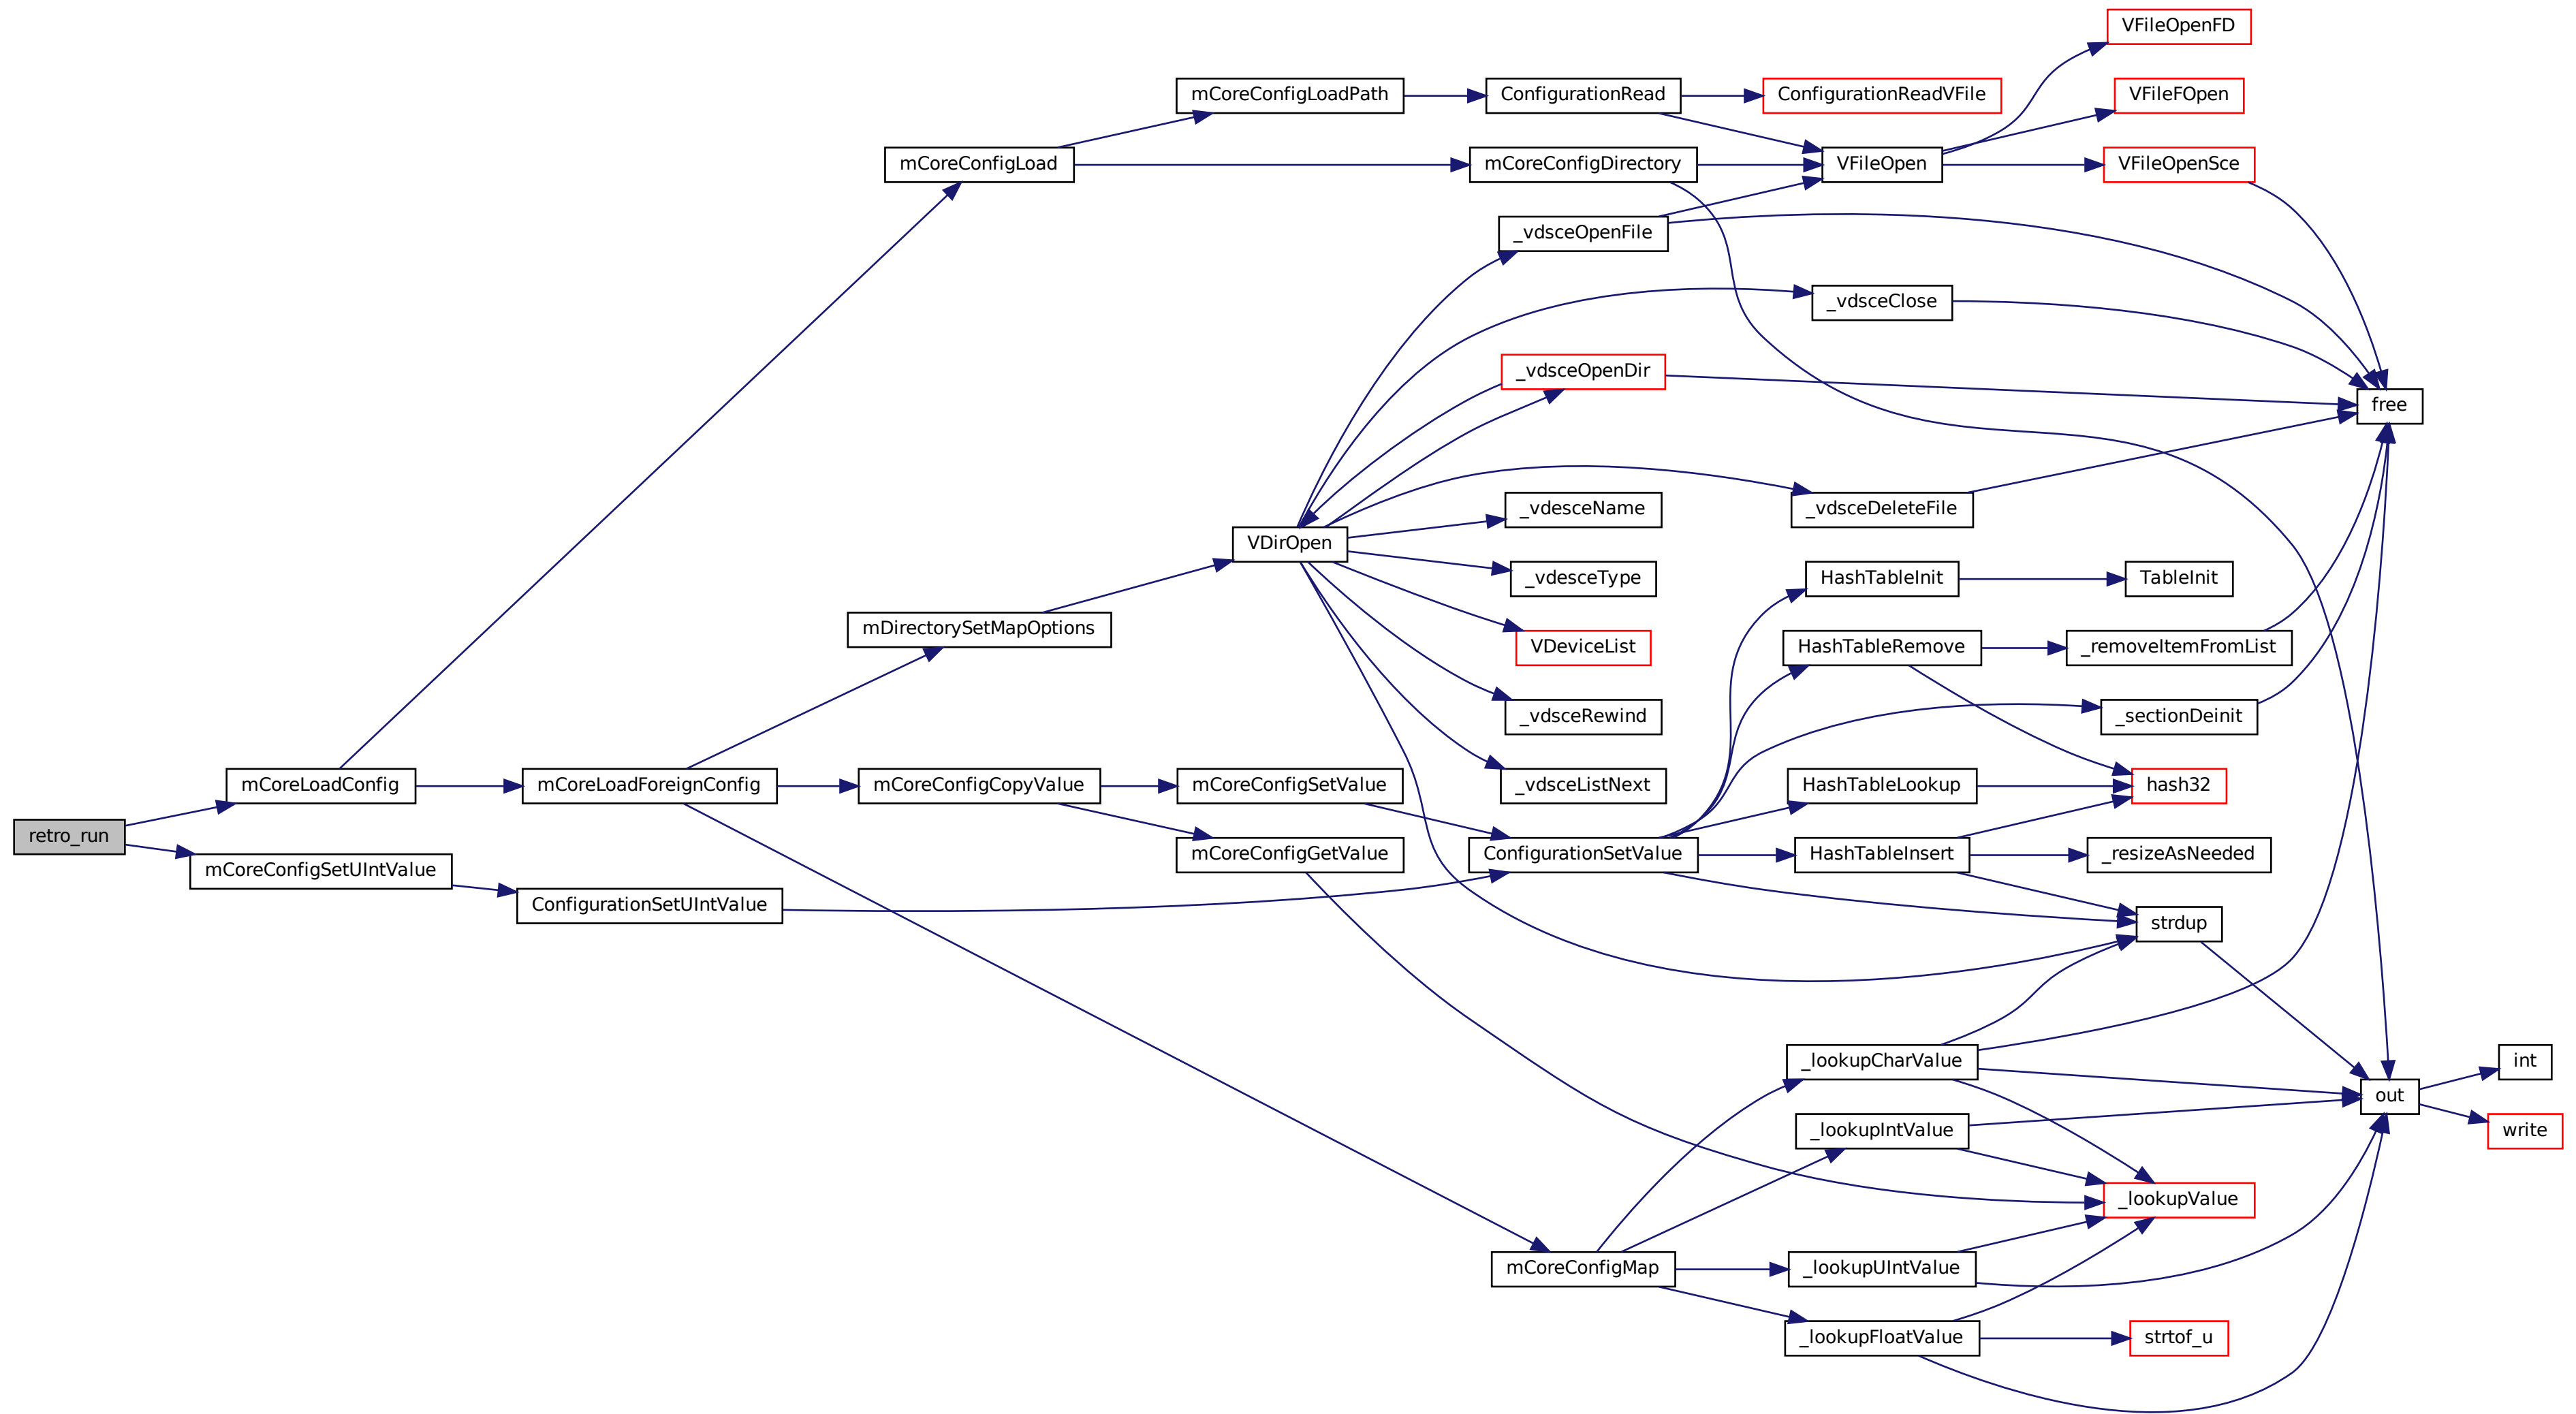 VFileOpenFD
mCoreConfigLoadPath
ConfigurationRead
ConfigurationReadVFile
VFileFOpen
mCoreConfigLoad
mCoreConfigDirectory
VFileOpen
VFileOpenSce
_vdsceOpenFile
_vdsceClose
_vdsceOpenDir
free
_vdesceName
_vdsceDeleteFile
VDirOpen
_vdesceType
HashTableInit
TableInit
mDirectorySetMapOptions
VDeviceList
HashTableRemove
_removeItemFromList
_vdsceRewind
_sectionDeinit
mCoreLoadConfig
mCoreLoadForeignConfig
mCoreConfigCopyValue
mCoreConfigSetValue
_vdsceListNext
HashTableLookup
hash32
retro_run
mCoreConfigSetUIntValue
mCoreConfigGetValue
ConfigurationSetValue
HashTableInsert
_resizeAsNeeded
ConfigurationSetUIntValue
strdup
_lookupCharValue
int
out
_lookupIntValue
write
_lookupValue
mCoreConfigMap
_lookupUIntValue
_lookupFloatValue
strtof_u